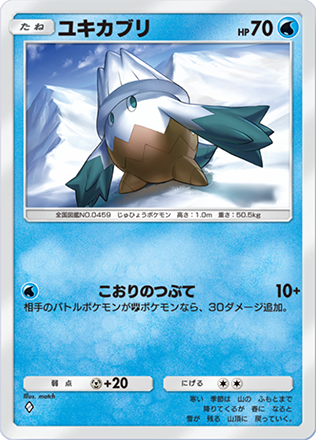 たね ユキカブリ HP70
全国図鑑NO.0459 じゅひょうポケモン 高さ：1.0m 重さ：50.5kg
こおりのつぶて 10+
相手のバトルポケモンがポケモンなら、30ダメージ追加。
弱点 +20 にげる
Illus. match
寒い 季節は 山の ふもとまで
降りてくるが 春に なると
雪が 残る 山頂に 戻っていく。